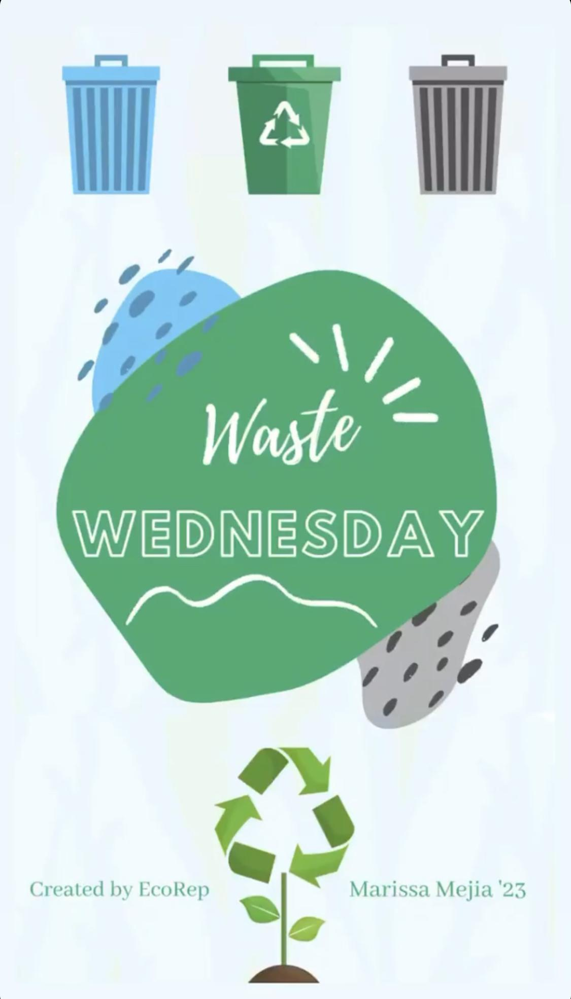 Waste
WEDNESDAY
Created by EcoRep
Marissa Mejia '23